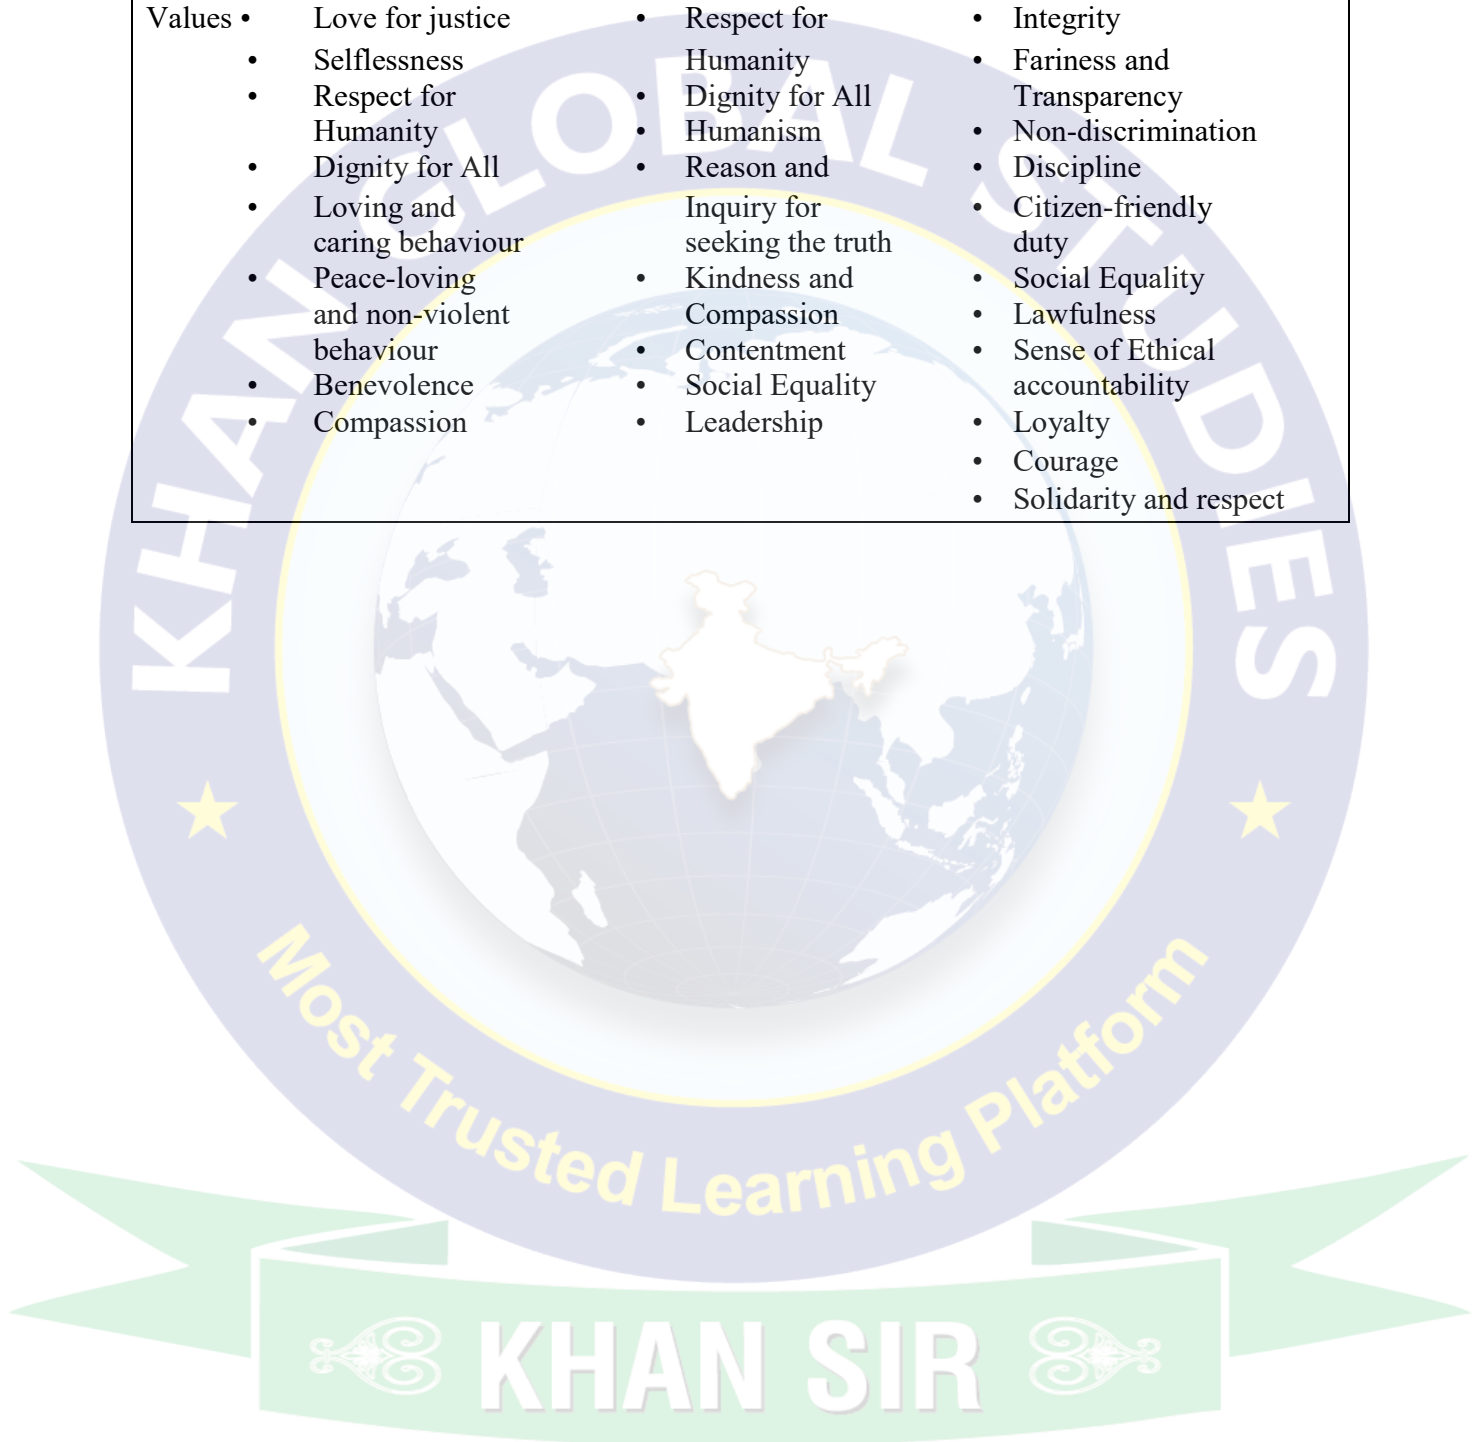 Values • Love for justice • Respect for • Integrity
• Selflessness Humanity • Fariness and
• Respect for • Dignity for All Transparency
Humanity • Humanism • Non-discrimination
• Dignity for All • Reason and • Discipline
• Loving and Inquiry for • Citizen-friendly
caring behaviour seeking the truth duty
• Peace-loving • Kindness and • Social Equality
and non-violent Compassion • Lawfulness
behaviour • Contentment • Sense of Ethical
• Benevolence • Social Equality accountability
• Compassion • Leadership • Loyalty
• Courage
• Solidarity and respect
KHAN GLOBAL STUDIES
Most Trusted Learning Platform
KHAN SIR